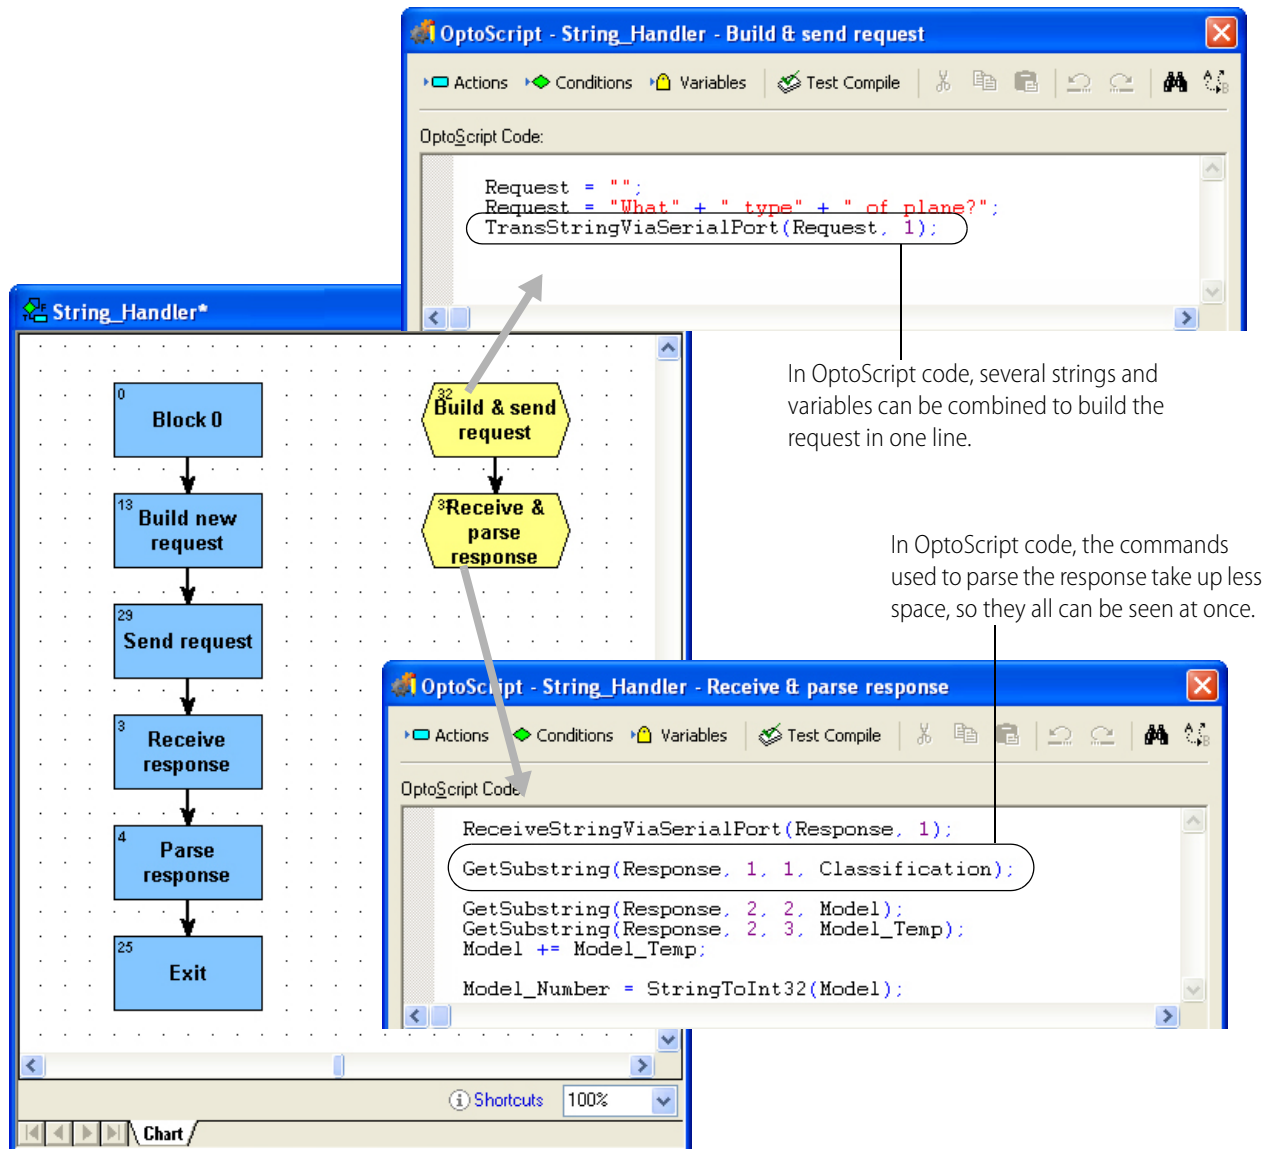 OptoScript - String_Handler - Build & send request
Actions Conditions Variables Test Compile
OptoScript Code:
Request = "";
Request = "What" + " type" + " of plane?";
TransStringViaSerialPort(Request, 1);
In OptoScript code, several strings and
variables can be combined to build the
request in one line.
String_Handler*
0
Block 0
13
Build new
request
29
Send request
3
Receive
response
4
Parse
response
25
Exit
32
Build & send
request
Receive &
parse
response
In OptoScript code, the commands
used to parse the response take up less
space, so they all can be seen at once.
OptoScript - String_Handler - Receive & parse response
Actions Conditions Variables Test Compile
OptoScript Code:
ReceiveStringViaSerialPort(Response, 1);
GetSubstring(Response, 1, 1, Classification);
GetSubstring(Response, 2, 2, Model);
GetSubstring(Response, 2, 3, Model_Temp);
Model += Model_Temp;
Model_Number = StringToInt32(Model);
Shortcuts 100%
Chart